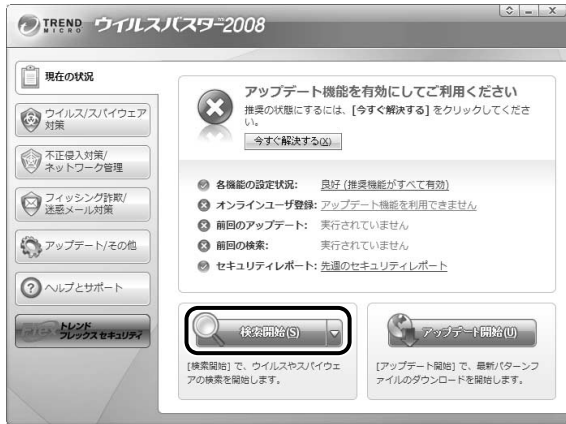 TREND MICRO ウイルスバスター™2008
現在の状況
ウイルス/スパイウェア
対策
不正侵入対策/
ネットワーク管理
フィッシング詐欺/
迷惑メール対策
アップデート/その他
ヘルプとサポート
Flex トレンド
フレックス セキュリティ
アップデート機能を有効にしてご利用ください
推奨の状態にするには、[今すぐ解決する] をクリックしてくださ
い。
今すぐ解決する(X)
各機能の設定状況: 良好 (推奨機能がすべて有効)
オンラインユーザ登録: アップデート機能を利用できません
前回のアップデート: 実行されていません
前回の検索: 実行されていません
セキュリティレポート: 先週のセキュリティレポート
検索開始(S)
[検索開始] で、ウイルスやスパイウェ
アの検索を開始します。
アップデート開始(U)
[アップデート開始] で、最新パターンフ
ァイルのダウンロードを開始します。